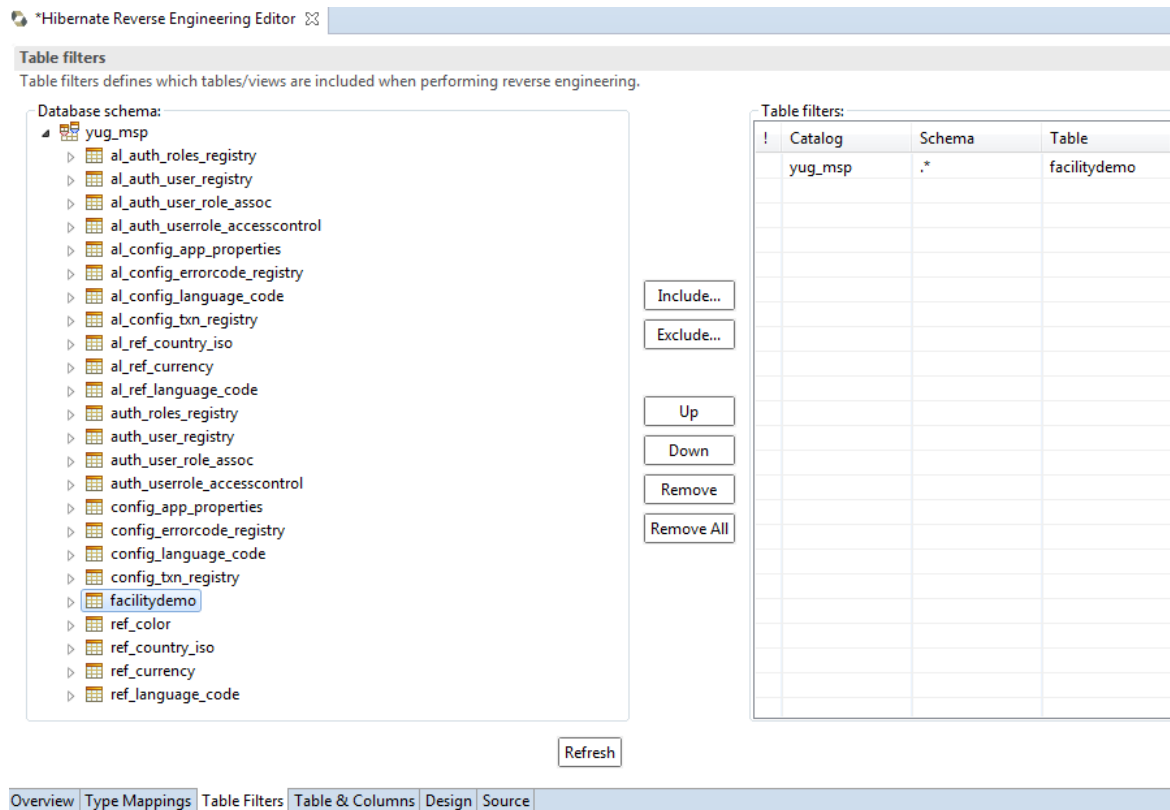 *Hibernate Reverse Engineering Editor
Table filters
Table filters defines which tables/views are included when performing reverse engineering.
Database schema:
yug_msp
al_auth_roles_registry
al_auth_user_registry
al_auth_user_role_assoc
al_auth_userrole_accesscontrol
al_config_app_properties
al_config_errorcode_registry
al_config_language_code
al_config_txn_registry
al_ref_country_iso
al_ref_currency
al_ref_language_code
auth_roles_registry
auth_user_registry
auth_user_role_assoc
auth_userrole_accesscontrol
config_app_properties
config_errorcode_registry
config_language_code
config_txn_registry
facilitydemo
ref_color
ref_country_iso
ref_currency
ref_language_code
Include...
Exclude...
Up
Down
Remove
Remove All
Table filters:
! Catalog Schema Table
yug_msp .* facilitydemo
Refresh
Overview Type Mappings Table Filters Table & Columns Design Source